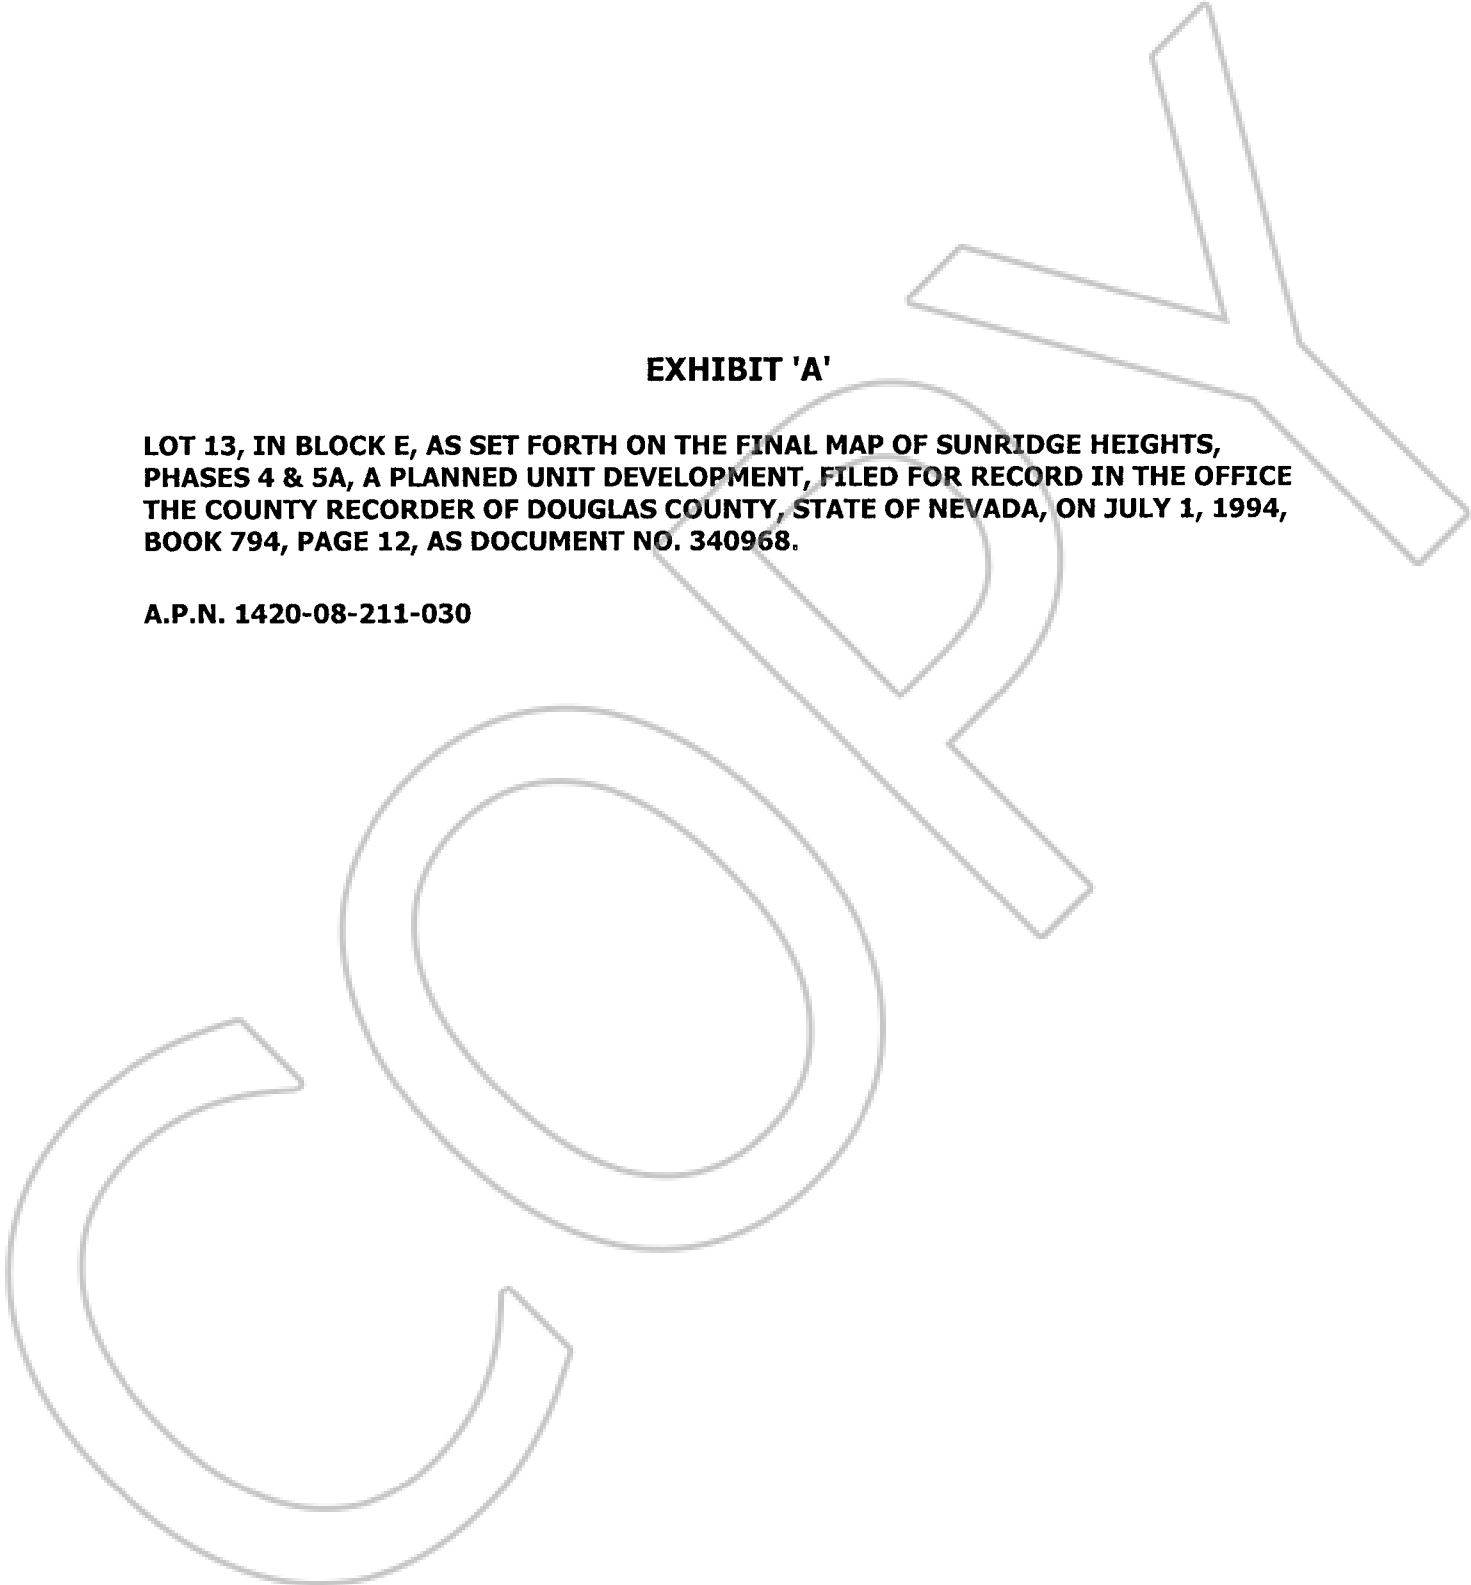 EXHIBIT 'A'
LOT 13, IN BLOCK E, AS SET FORTH ON THE FINAL MAP OF SUNRIDGE HEIGHTS,
PHASES 4 & 5A, A PLANNED UNIT DEVELOPMENT, FILED FOR RECORD IN THE OFFICE
THE COUNTY RECORDER OF DOUGLAS COUNTY, STATE OF NEVADA, ON JULY 1, 1994,
BOOK 794, PAGE 12, AS DOCUMENT NO. 340968.
A.P.N. 1420-08-211-030
COPY